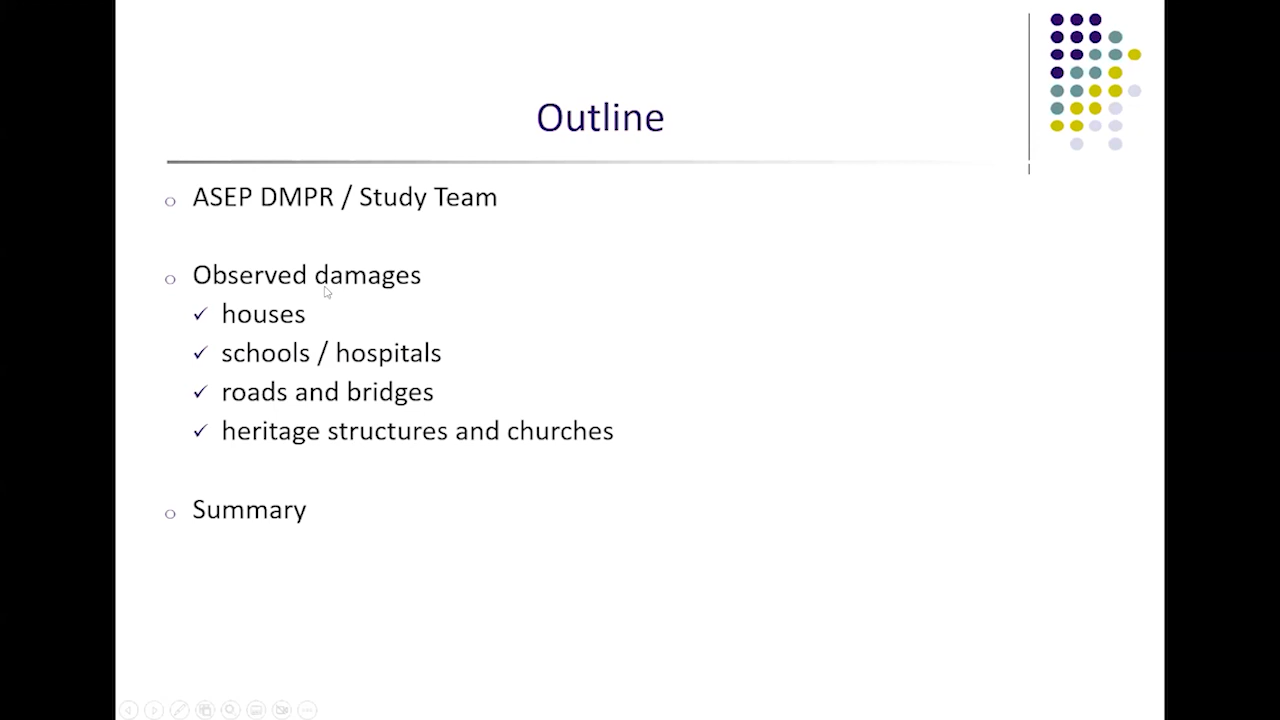 Outline
ASEP DMPR / Study Team
Observed damages
houses
schools / hospitals
roads and bridges
heritage structures and churches
Summary